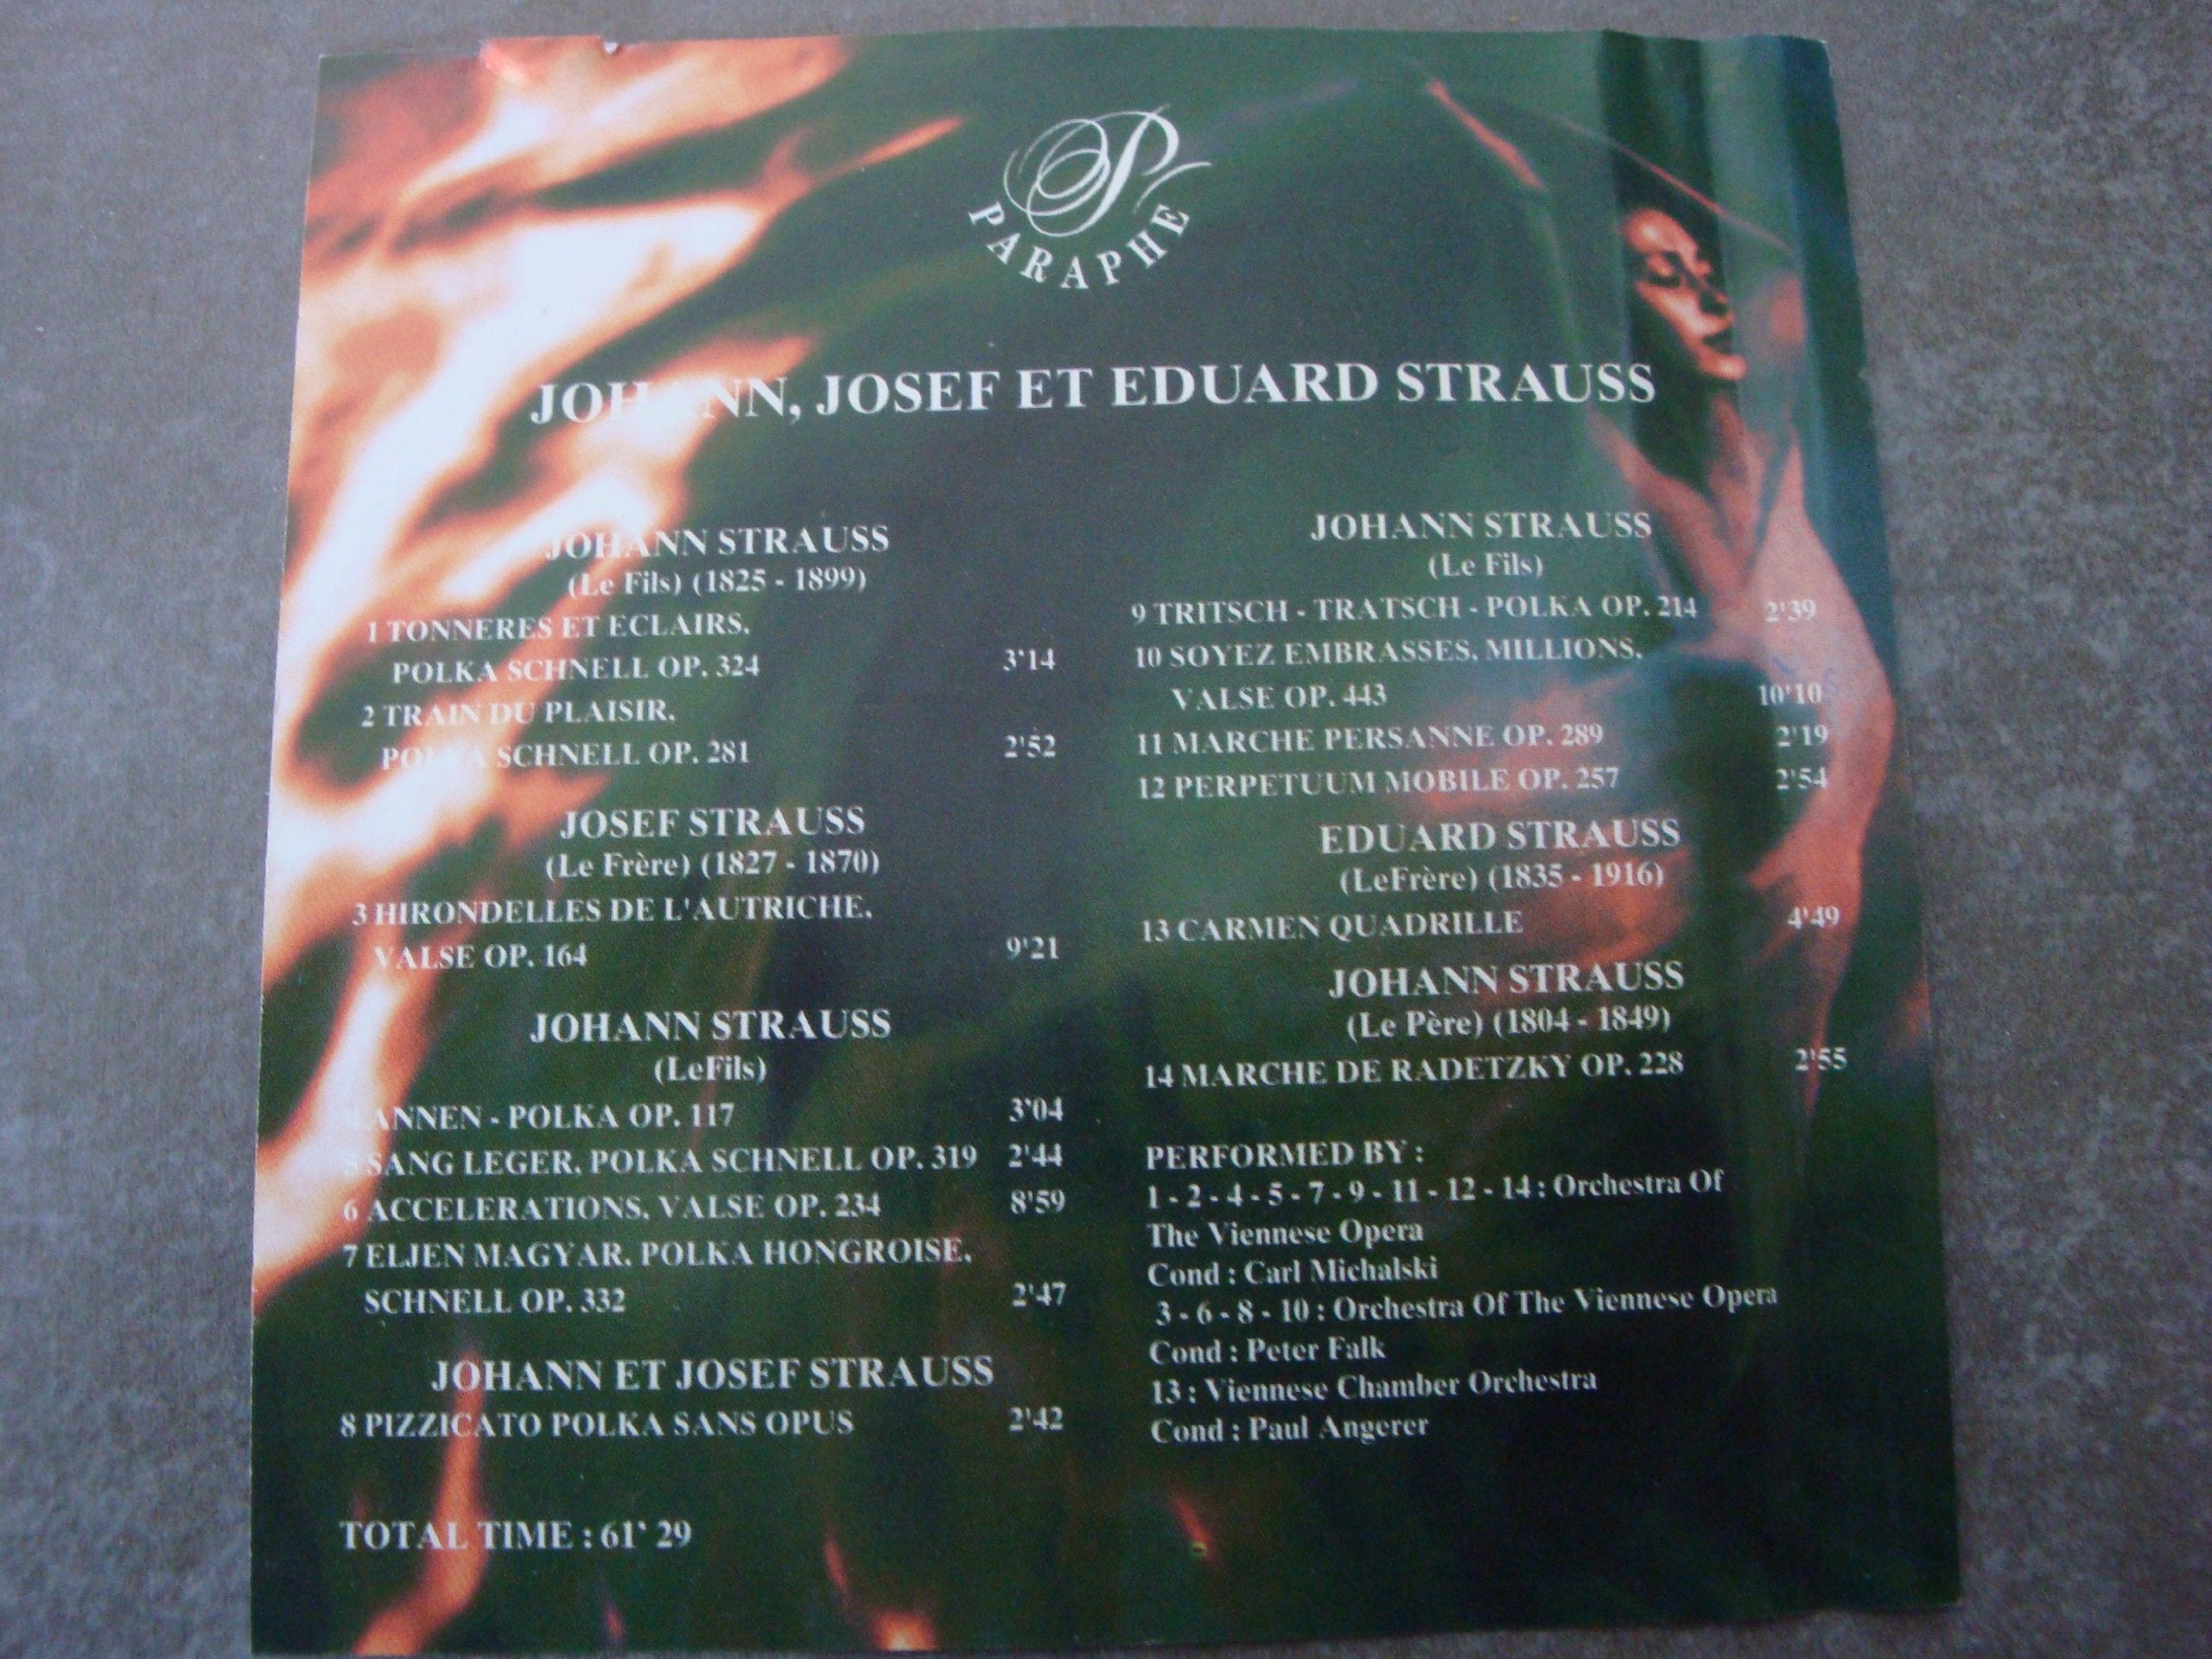 P
PARAPHE
JOHANN, JOSEF ET EDUARD STRAUSS
JOHANN STRAUSS
(Le Fils) (1825 - 1899)
1 TONNERES ET ECLAIRS,
POLKA SCHNELL OP. 324 3'14
2 TRAIN DU PLAISIR,
POLKA SCHNELL OP. 281 2'52
JOSEF STRAUSS
(Le Frère) (1827 - 1870)
3 HIRONDELLES DE L'AUTRICHE,
VALSE OP. 164 9'21
JOHANN STRAUSS
(LeFils)
4 ANNEN - POLKA OP. 117 3'04
5 SANG LEGER, POLKA SCHNELL OP. 319 2'44
6 ACCELERATIONS, VALSE OP. 234 8'59
7 ELJEN MAGYAR, POLKA HONGROISE,
SCHNELL OP. 332 2'47
JOHANN ET JOSEF STRAUSS
8 PIZZICATO POLKA SANS OPUS 2'42
TOTAL TIME : 61' 29
JOHANN STRAUSS
(Le Fils)
9 TRITSCH - TRATSCH - POLKA OP. 214 2'39
10 SOYEZ EMBRASSES, MILLIONS,
VALSE OP. 443 10'10
11 MARCHE PERSANNE OP. 289 2'19
12 PERPETUUM MOBILE OP. 257 2'54
EDUARD STRAUSS
(LeFrère) (1835 - 1916)
13 CARMEN QUADRILLE 4'49
JOHANN STRAUSS
(Le Père) (1804 - 1849)
14 MARCHE DE RADETZKY OP. 228 2'55
PERFORMED BY :
1 - 2 - 4 - 5 - 7 - 9 - 11 - 12 - 14 : Orchestra Of
The Viennese Opera
Cond : Carl Michalski
3 - 6 - 8 - 10 : Orchestra Of The Viennese Opera
Cond : Peter Falk
13 : Viennese Chamber Orchestra
Cond : Paul Angerer